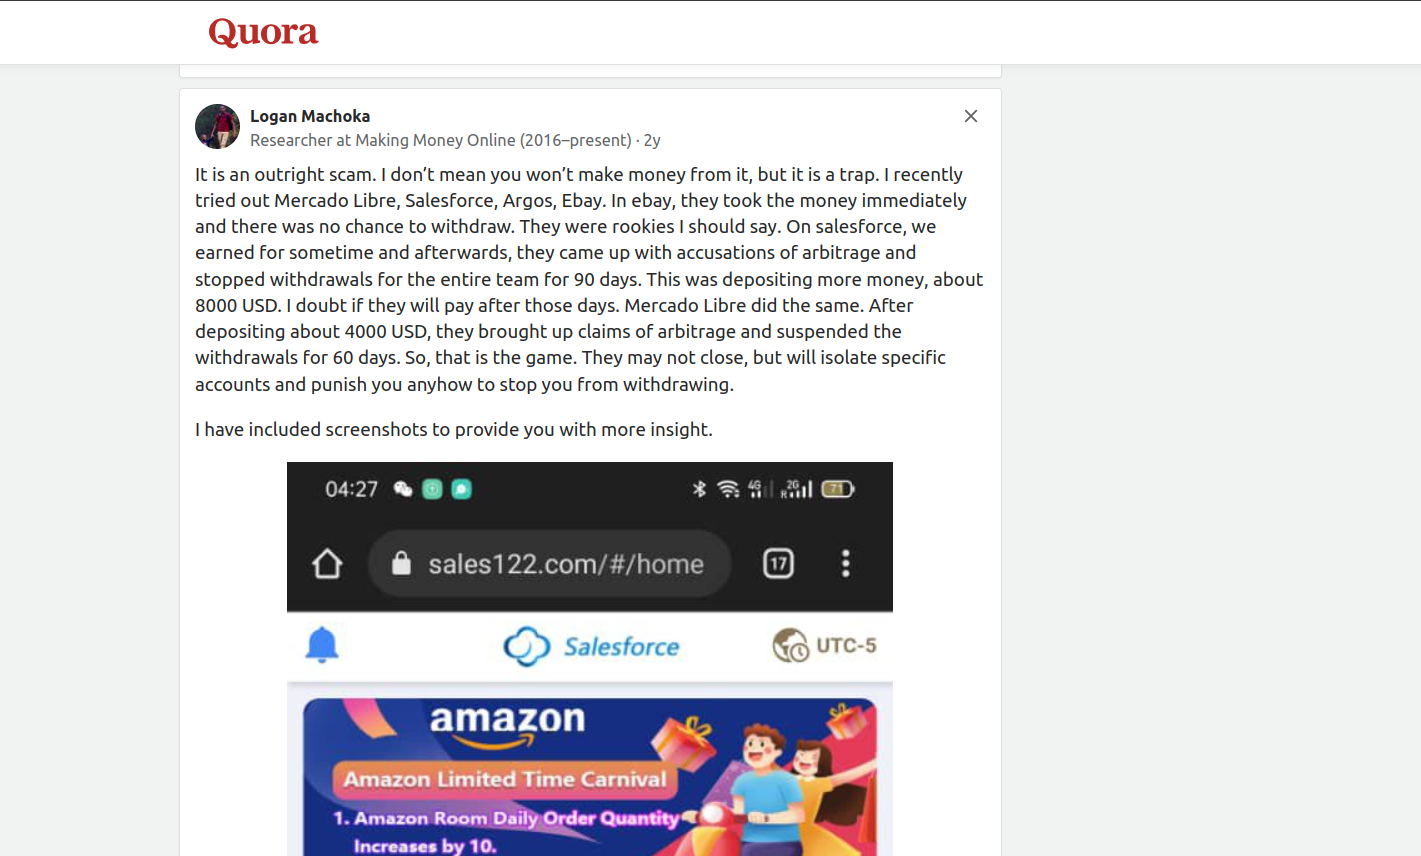 Quora
Logan Machoka
Researcher at Making Money Online (2016–present) · 2y
It is an outright scam. I don’t mean you won’t make money from it, but it is a trap. I recently
tried out Mercado Libre, Salesforce, Argos, Ebay. In ebay, they took the money immediately
and there was no chance to withdraw. They were rookies I should say. On salesforce, we
earned for sometime and afterwards, they came up with accusations of arbitrage and
stopped withdrawals for the entire team for 90 days. This was depositing more money, about
8000 USD. I doubt if they will pay after those days. Mercado Libre did the same. After
depositing about 4000 USD, they brought up claims of arbitrage and suspended the
withdrawals for 60 days. So, that is the game. They may not close, but will isolate specific
accounts and punish you anyhow to stop you from withdrawing.
I have included screenshots to provide you with more insight.
04:27 4G R 2G 71
sales122.com/#/home 17
Salesforce UTC-5
amazon
Amazon Limited Time Carnival
1. Amazon Room Daily Order Quantity
Increases by 10.